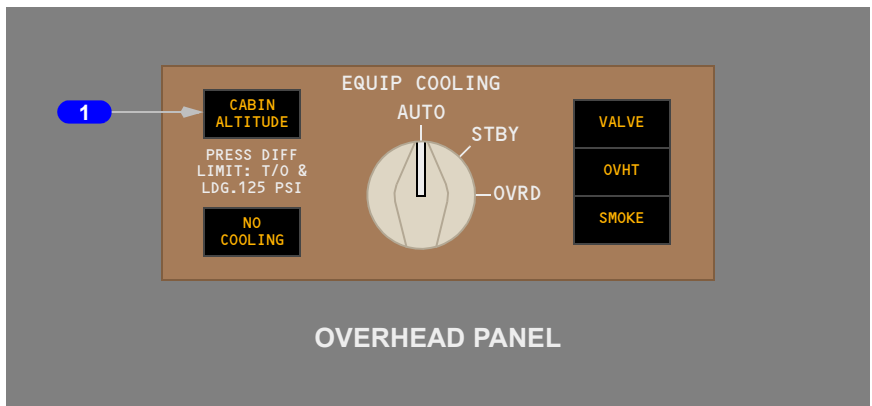 EQUIP COOLING
1
CABIN
ALTITUDE
PRESS DIFF
LIMIT: T/O &
LDG.125 PSI
NO
COOLING
AUTO
STBY
OVRD
VALVE
OVHT
SMOKE
OVERHEAD PANEL